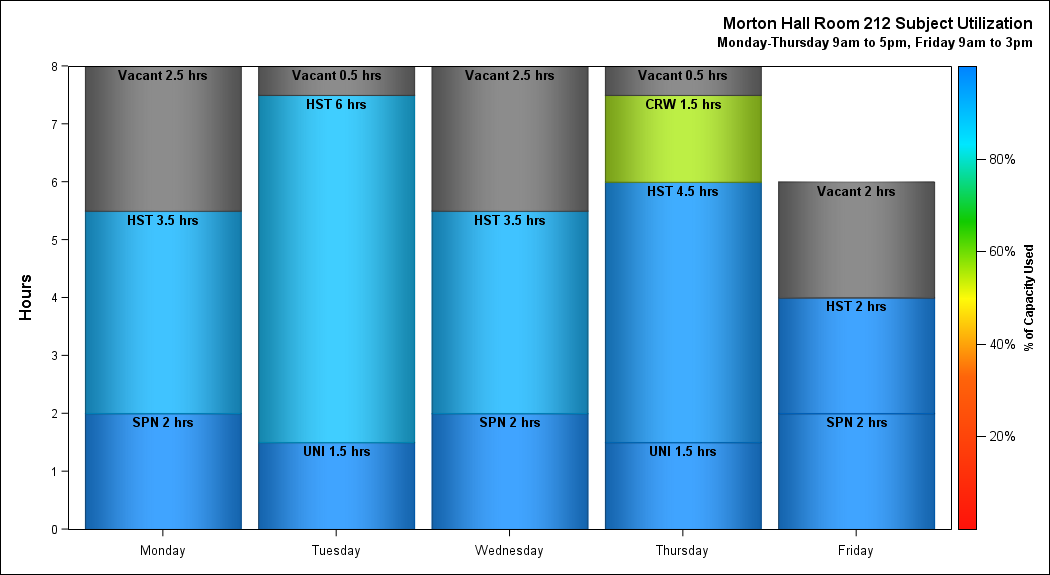 Morton Hall Room 212 Subject Utilization
Monday-Thursday 9am to 5pm, Friday 9am to 3pm
8
7
6
5
4
3
2
1
0
Hours
Vacant 2.5 hrs
HST 3.5 hrs
SPN 2 hrs
Vacant 0.5 hrs
HST 6 hrs
UNI 1.5 hrs
Vacant 2.5 hrs
HST 3.5 hrs
SPN 2 hrs
Vacant 0.5 hrs
CRW 1.5 hrs
HST 4.5 hrs
UNI 1.5 hrs
Vacant 2 hrs
HST 2 hrs
SPN 2 hrs
Monday
Tuesday
Wednesday
Thursday
Friday
80%
60%
40%
20%
% of Capacity Used